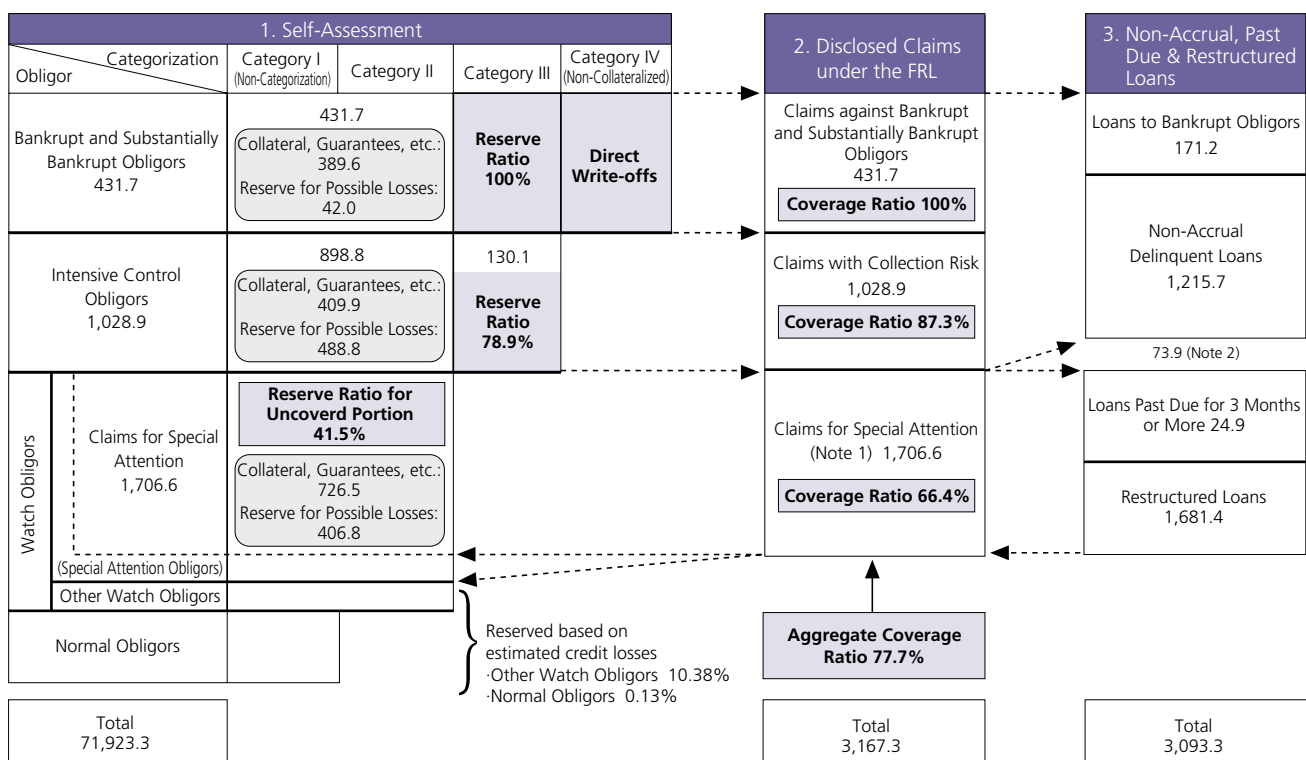 1. Self-Assessment
Categorization
Obligor
Category I
(Non-Categorization)
Category II
Category III
Category IV
(Non-Collateralized)
Bankrupt and Substantially
Bankrupt Obligors
431.7
431.7
Collateral, Guarantees, etc.:
389.6
Reserve for Possible Losses:
42.0
Reserve
Ratio
100%
Direct
Write-offs
Intensive Control
Obligors
1,028.9
898.8
Collateral, Guarantees, etc.:
409.9
Reserve for Possible Losses:
488.8
130.1
Reserve
Ratio
78.9%
Watch Obligors
Claims for Special
Attention
1,706.6
Reserve Ratio for
Uncoverd Portion
41.5%
Collateral, Guarantees, etc.:
726.5
Reserve for Possible Losses:
406.8
(Special Attention Obligors)
Other Watch Obligors
Normal Obligors
Reserved based on
estimated credit losses
·Other Watch Obligors 10.38%
·Normal Obligors 0.13%
Total
71,923.3
2. Disclosed Claims
under the FRL
Claims against Bankrupt
and Substantially Bankrupt
Obligors
431.7
Coverage Ratio 100%
Claims with Collection Risk
1,028.9
Coverage Ratio 87.3%
Claims for Special Attention
(Note 1) 1,706.6
Coverage Ratio 66.4%
Aggregate Coverage
Ratio 77.7%
Total
3,167.3
3. Non-Accrual, Past
Due & Restructured
Loans
Loans to Bankrupt Obligors
171.2
Non-Accrual
Delinquent Loans
1,215.7
73.9 (Note 2)
Loans Past Due for 3 Months
or More 24.9
Restructured Loans
1,681.4
Total
3,093.3